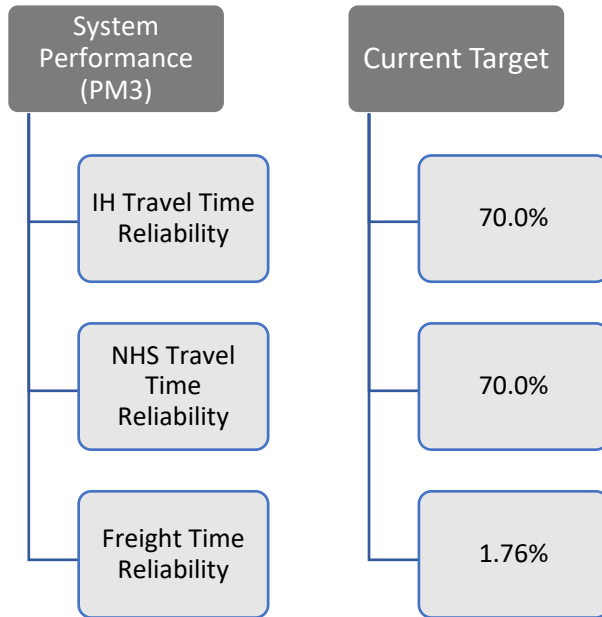 System
Performance
(PM3)
IH Travel Time
Reliability
NHS Travel
Time
Reliability
Freight Time
Reliability
Current Target
70.0%
70.0%
1.76%